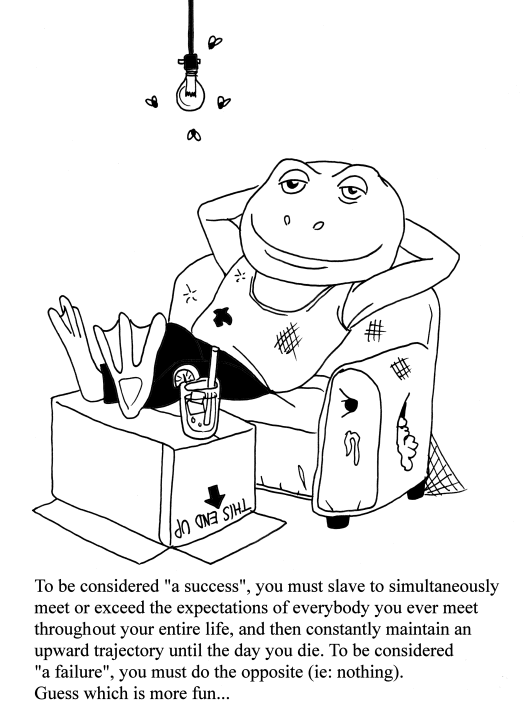 THIS END UP
To be considered "a success", you must slave to simultaneously
meet or exceed the expectations of everybody you ever meet
throughout your entire life, and then constantly maintain an
upward trajectory until the day you die. To be considered
"a failure", you must do the opposite (ie: nothing).
Guess which is more fun...